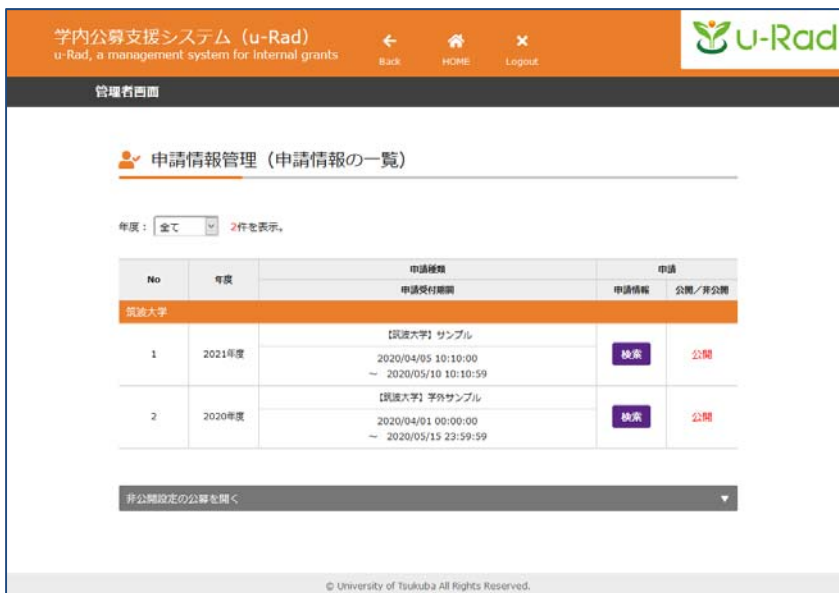 学内公募支援システム（u-Rad）
u-Rad, a management system for Internal grants
Back
HOME
Logout
u-Rad
管理者画面
申請情報管理（申請情報の一覧）
年度： 全て 2件を表示。
No 年度 申請種類 申請
申請受付期間 申請情報 公開／非公開
筑波大学
【筑波大学】サンプル
1 2021年度 2020/04/05 10:10:00 検索 公開
～ 2020/05/10 10:10:59
【筑波大学】学外サンプル
2 2020年度 2020/04/01 00:00:00 検索 公開
～ 2020/05/15 23:59:59
非公開設定の公募を開く ▼
© University of Tsukuba All Rights Reserved.